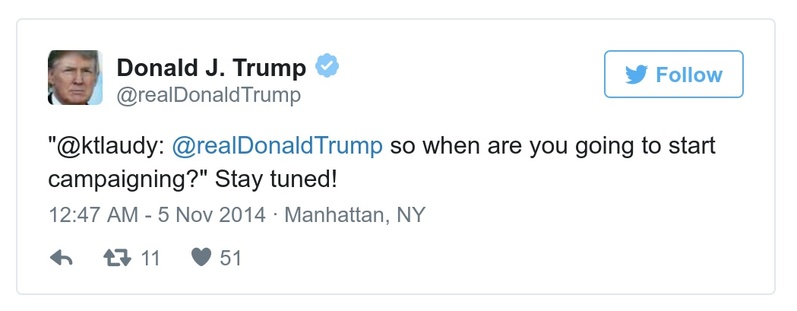 Donald J. Trump
@realDonaldTrump
Follow
"@ktlaudy: @realDonaldTrump so when are you going to start
campaigning?" Stay tuned!
12:47 AM - 5 Nov 2014 · Manhattan, NY
11 51